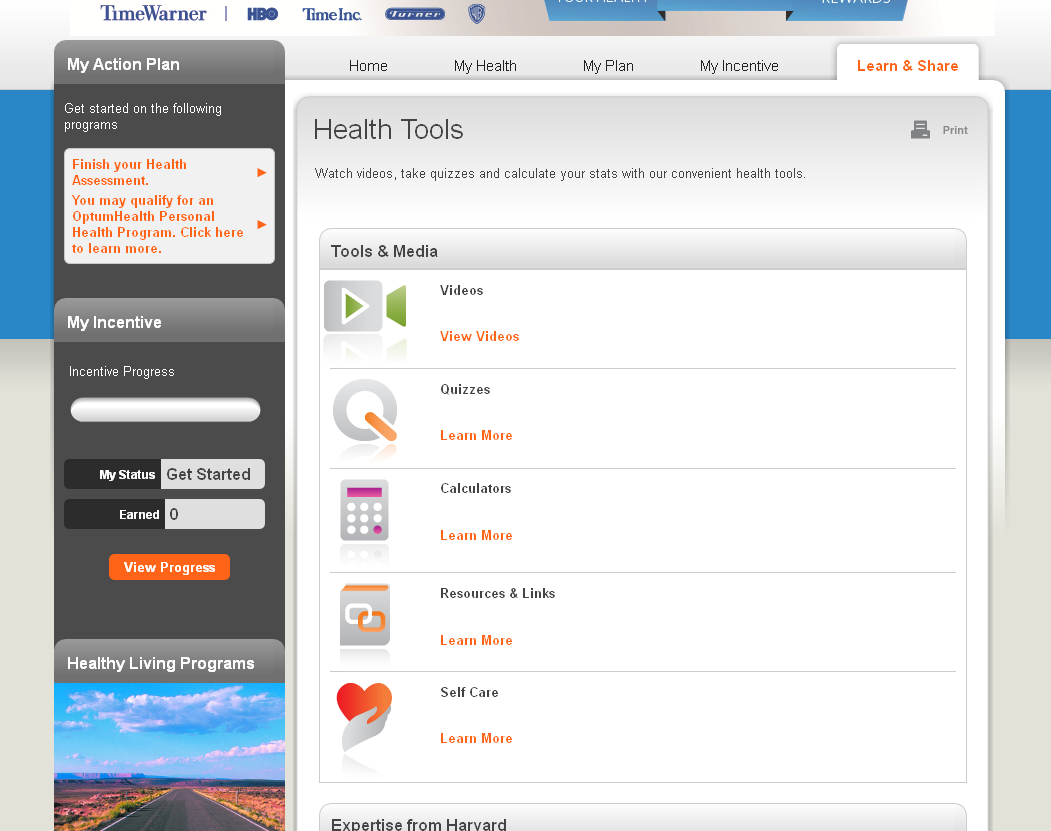 TimeWarner | HBO TimeInc. Turner WB
YOUR HEALTH
REWARDS
My Action Plan
Get started on the following
programs
Finish your Health
Assessment.
You may qualify for an
OptumHealth Personal
Health Program. Click here
to learn more.
My Incentive
Incentive Progress
My Status Get Started
Earned 0
View Progress
Healthy Living Programs
Home My Health My Plan My Incentive Learn & Share
Health Tools
Print
Watch videos, take quizzes and calculate your stats with our convenient health tools.
Tools & Media
Videos
View Videos
Quizzes
Learn More
Calculators
Learn More
Resources & Links
Learn More
Self Care
Learn More
Expertise from Harvard